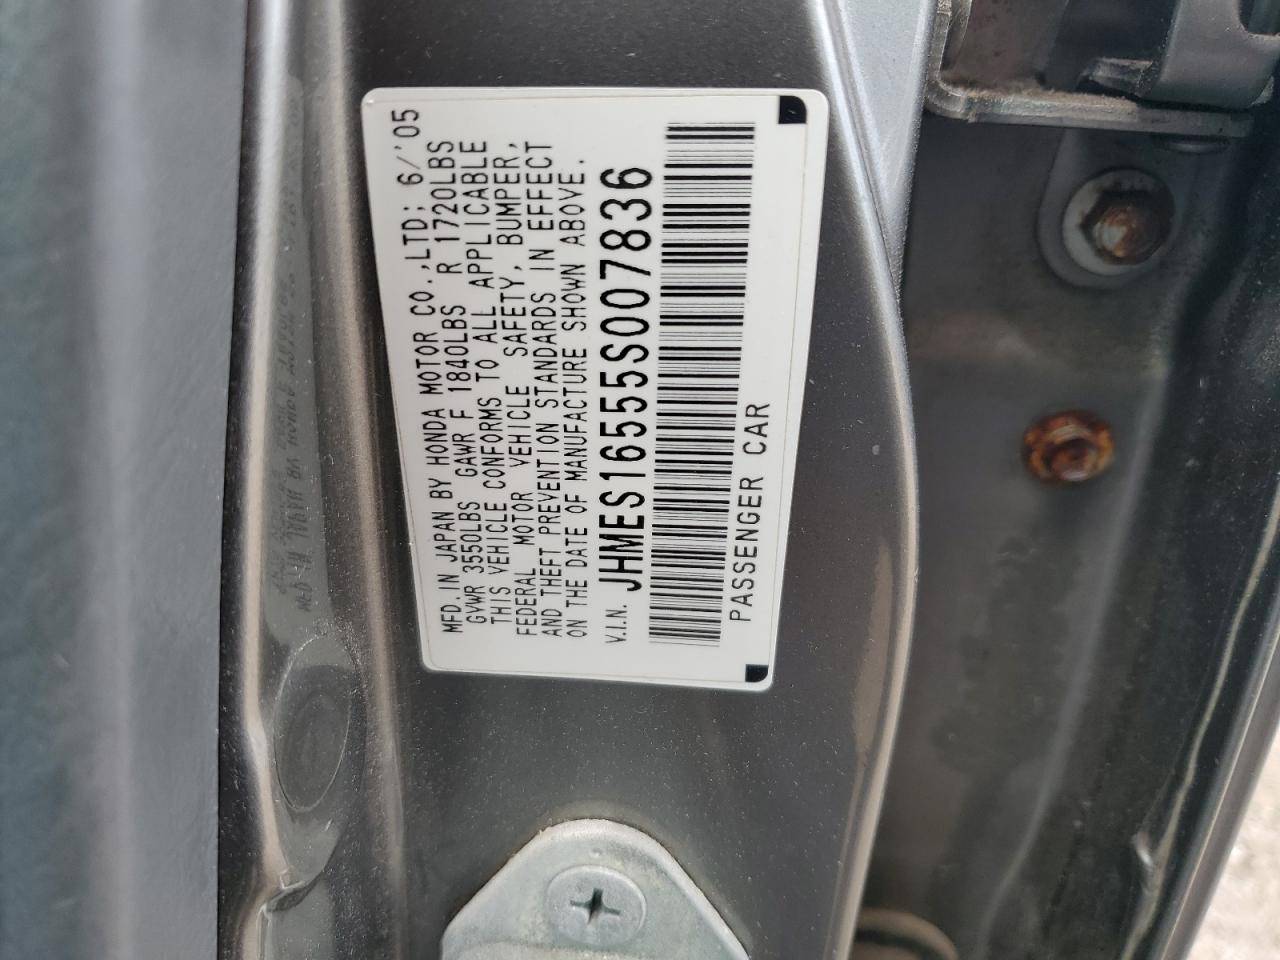 MFD. IN JAPAN BY HONDA MOTOR CO.,LTD; 6/'05
GVWR 3550LBS GAWR F 1840LBS R 1720LBS
THIS VEHICLE CONFORMS TO ALL APPLICABLE
FEDERAL MOTOR VEHICLE SAFETY, BUMPER,
AND THEFT PREVENTION STANDARDS IN EFFECT
ON THE DATE OF MANUFACTURE SHOWN ABOVE.
V.I.N. JHMES16555S007836
PASSENGER CAR